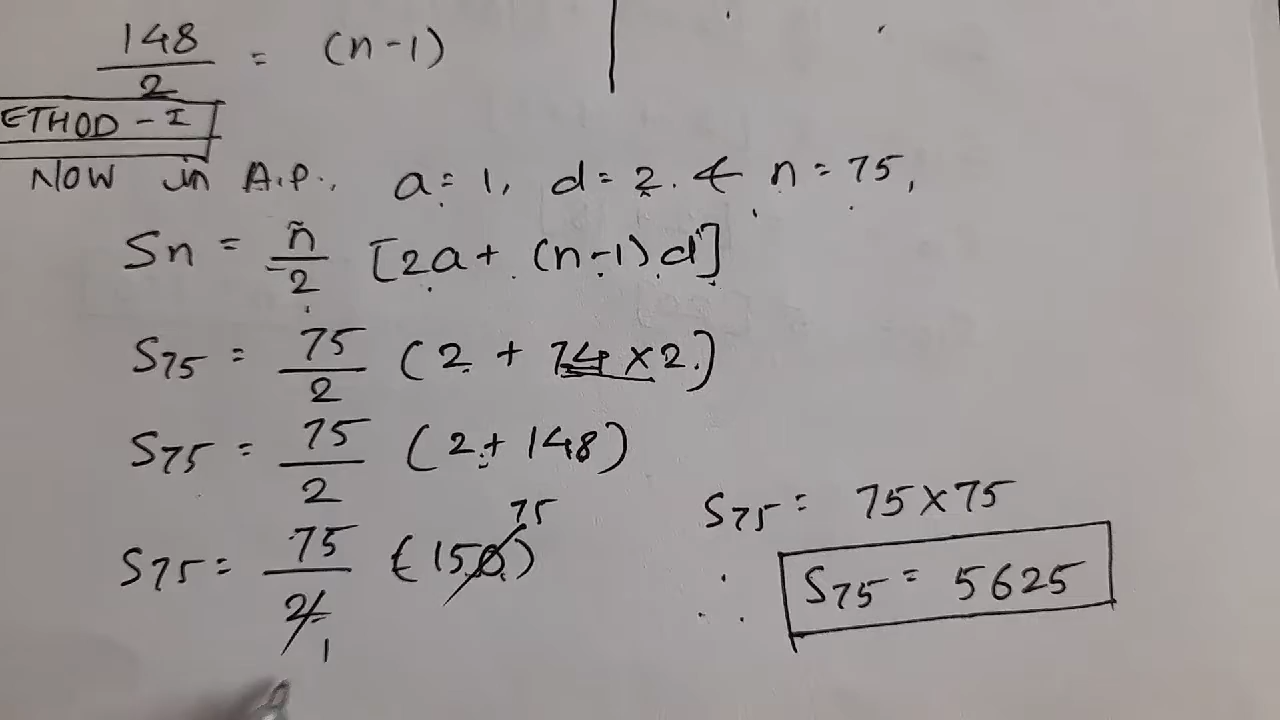 148/2 = (n-1)
ETHOD - I
NOW in A.P., a = 1, d = 2. & n = 75,
Sn = n/2 [2a + (n-1)d]
S75 = 75/2 (2 + 74 × 2)
S75 = 75/2 (2 + 148)
S75 = 75/2 (150) 75 1
S75 = 75 × 75
∴ S75 = 5625